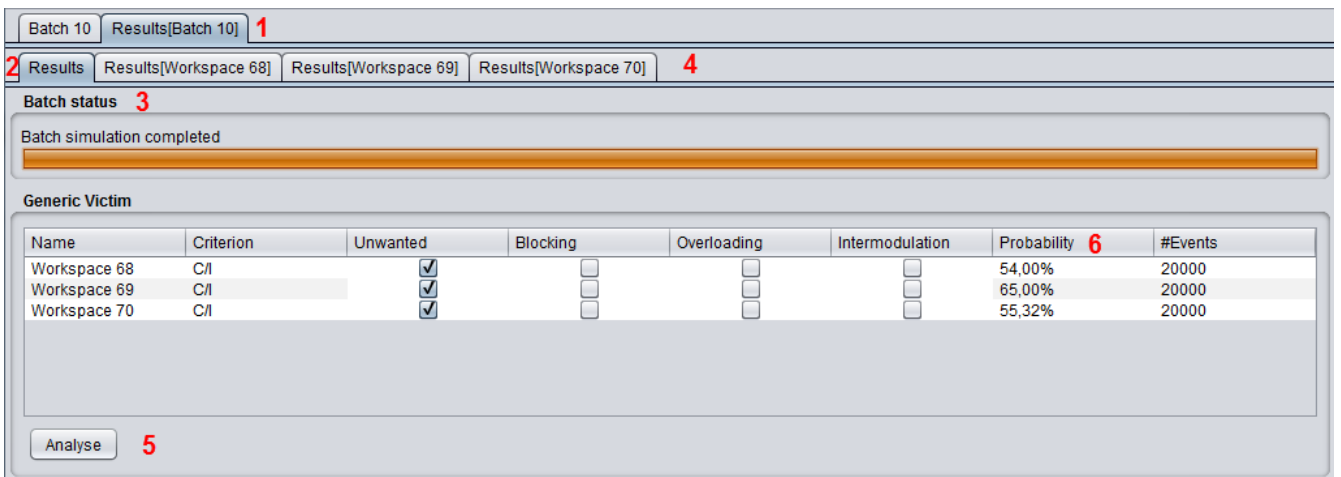 Batch 10 Results[Batch 10] 1
2 Results Results[Workspace 68] Results[Workspace 69] Results[Workspace 70] 4
Batch status 3
Batch simulation completed
Generic Victim
Name Criterion Unwanted Blocking Overloading Intermodulation Probability 6 #Events
Workspace 68 C/I 54,00% 20000
Workspace 69 C/I 65,00% 20000
Workspace 70 C/I 55,32% 20000
Analyse 5